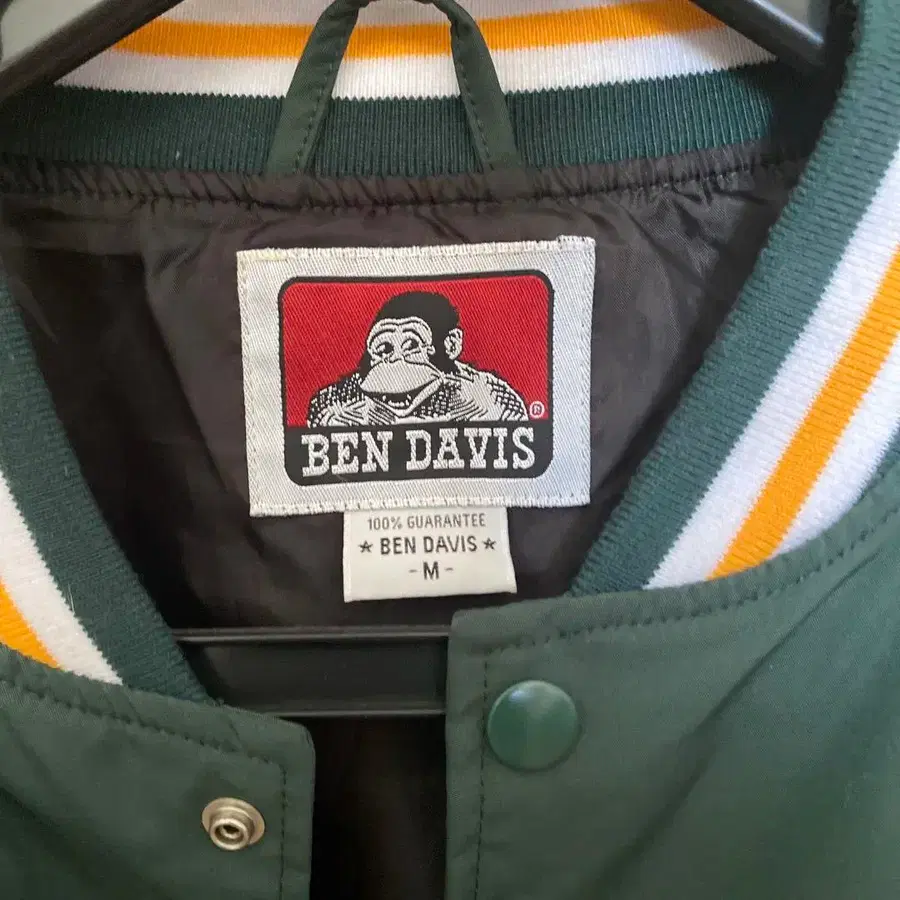 ®
BEN DAVIS
100% GUARANTEE
★ BEN DAVIS ★
- M -